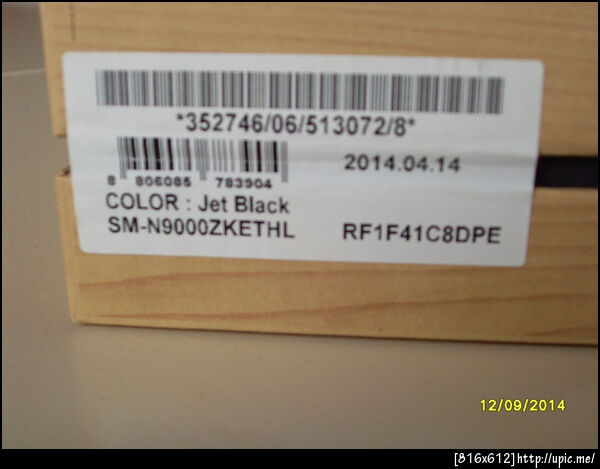 *352746/06/513072/8*
8 806085 783904
2014.04.14
COLOR : Jet Black
SM-N9000ZKETHL
RF1F41C8DPE
12/09/2014
[816x612]http://upic.me/